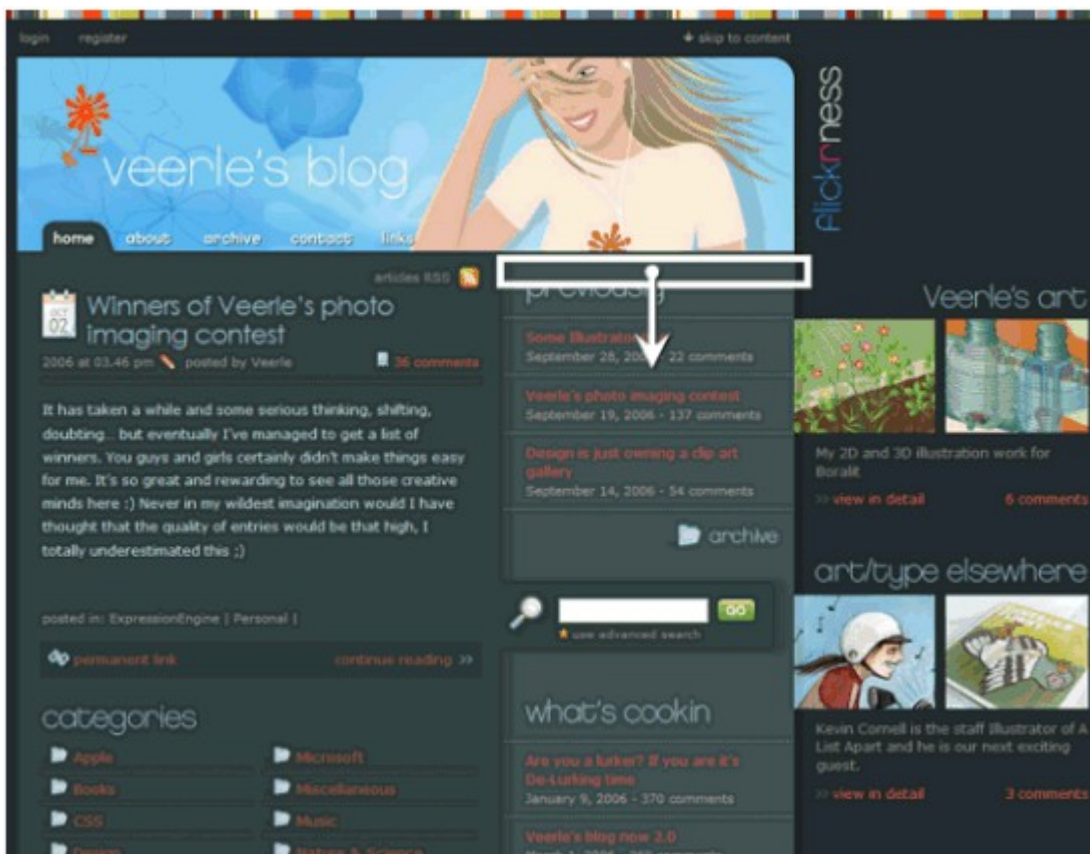 login register
skip to content
flickrness
veerle's blog
home about archive contact links
articles RSS
previously
OCT
02
Winners of Veerle's photo
imaging contest
2006 at 03.46 pm posted by Veerle 36 comments
It has taken a while and some serious thinking, shifting,
doubting... but eventually I've managed to get a list of
winners. You guys and girls certainly didn't make things easy
for me. It's so great and rewarding to see all those creative
minds here :) Never in my wildest imagination would I have
thought that the quality of entries would be that high, I
totally underestimated this ;)
posted in: ExpressionEngine | Personal |
permanent link continue reading >>
categories
Apple Microsoft
Books Miscellaneous
CSS Music
Design Nature & Science
Some Illustrator
September 28, 22 comments
Veerle's photo imaging contest
September 19, 2006 - 137 comments
Design is just owning a clip art
gallery
September 14, 2006 - 54 comments
archive
GO
use advanced search
what's cookin
Are you a lurker? If you are it's
De-Lurking time
January 9, 2006 - 370 comments
Veerle's blog now 2.0
Veerle's art
My 2D and 3D illustration work for
Boralit
>> view in detail 6 comments
art/type elsewhere
Kevin Cornell is the staff Illustrator of A
List Apart and he is our next exciting
guest.
>> view in detail 3 comments